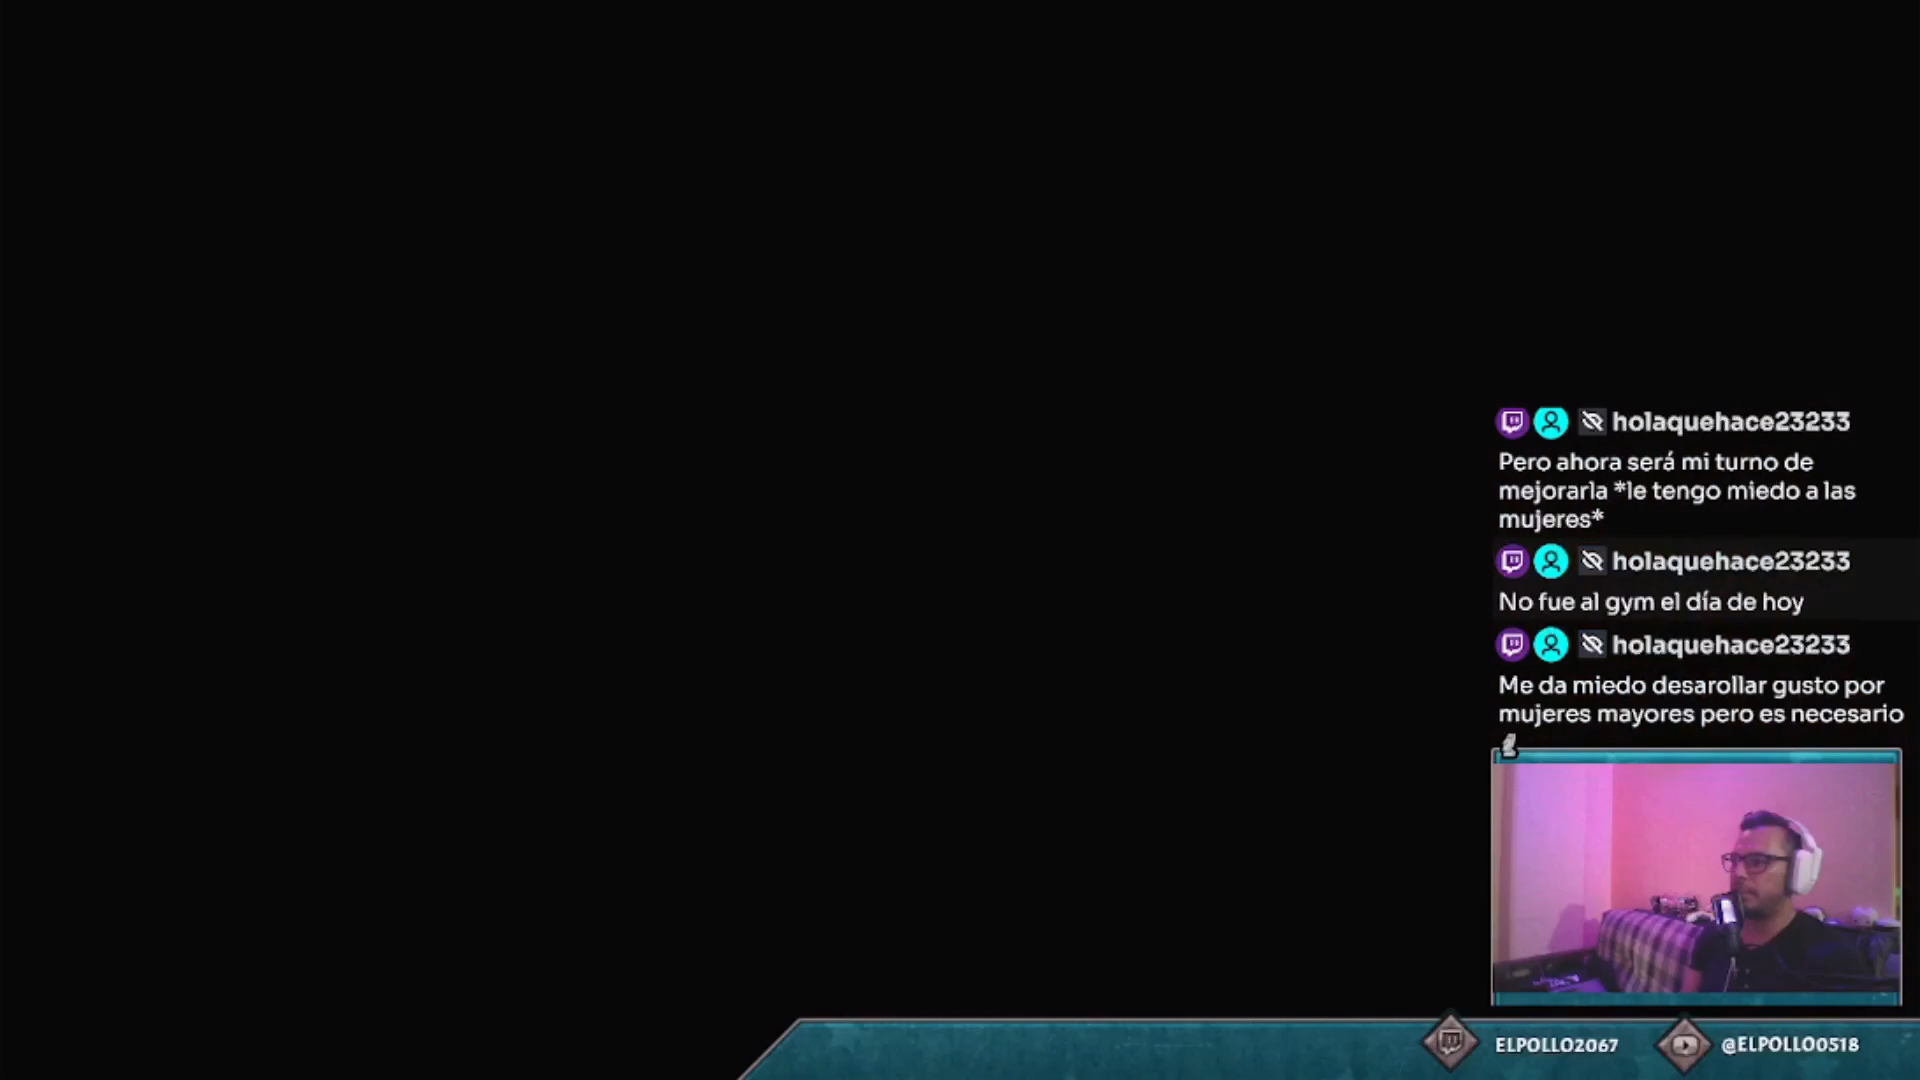 holaquehace23233
Pero ahora será mi turno de
mejorarla *le tengo miedo a las
mujeres*
holaquehace23233
No fue al gym el día de hoy
holaquehace23233
Me da miedo desarollar gusto por
mujeres mayores pero es necesario
ELPOLLO2067
@ELPOLLO0518